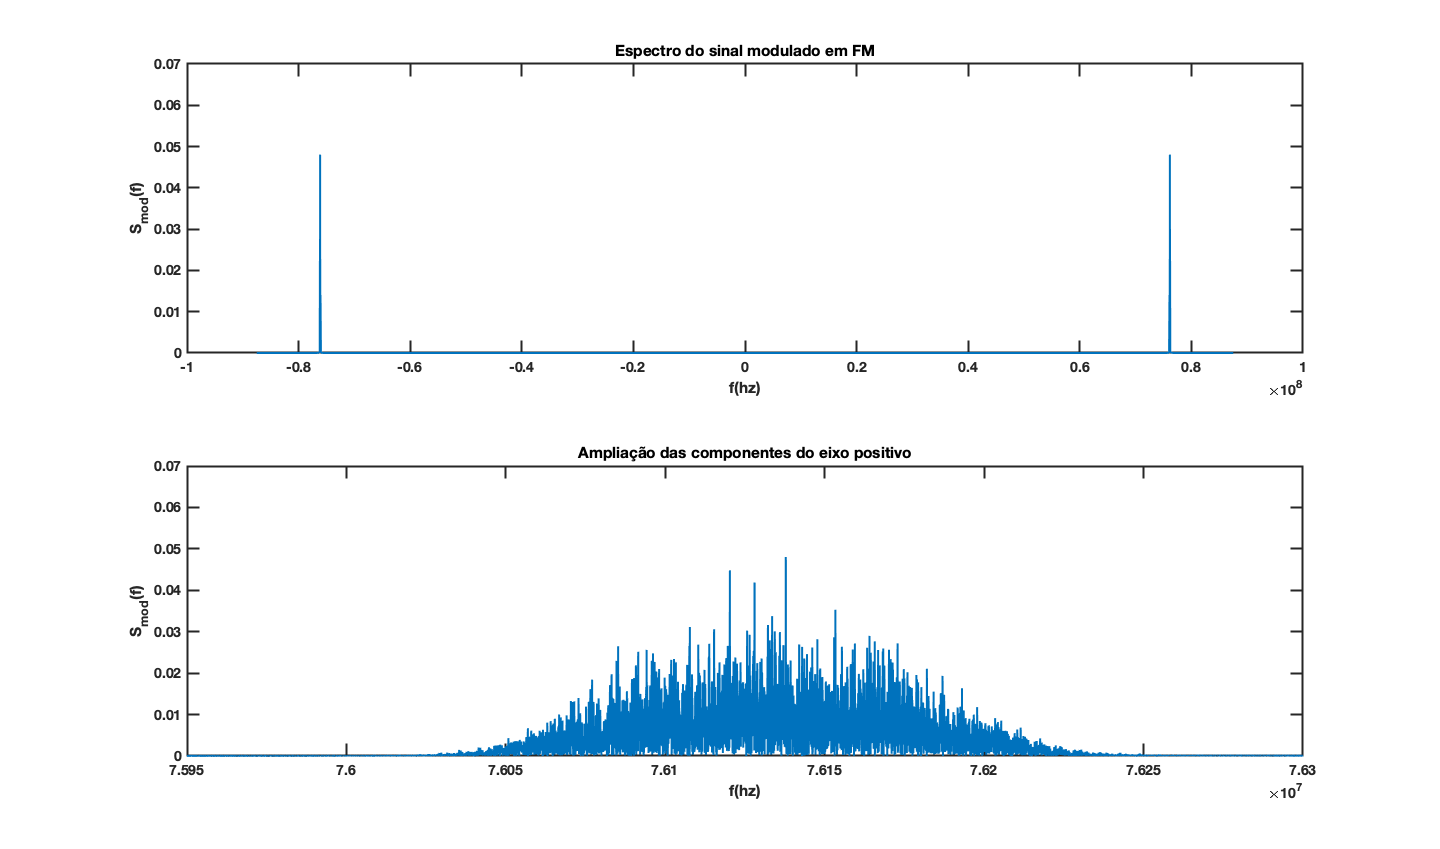 Espectro do sinal modulado em FM
0.07
0.06
0.05
0.04
0.03
0.02
0.01
0
S_mod(f)
-1 -0.8 -0.6 -0.4 -0.2 0 0.2 0.4 0.6 0.8 1
f(hz)
×10^8
Ampliação das componentes do eixo positivo
0.07
0.06
0.05
0.04
0.03
0.02
0.01
0
S_mod(f)
7.595 7.6 7.605 7.61 7.615 7.62 7.625 7.63
f(hz)
×10^7